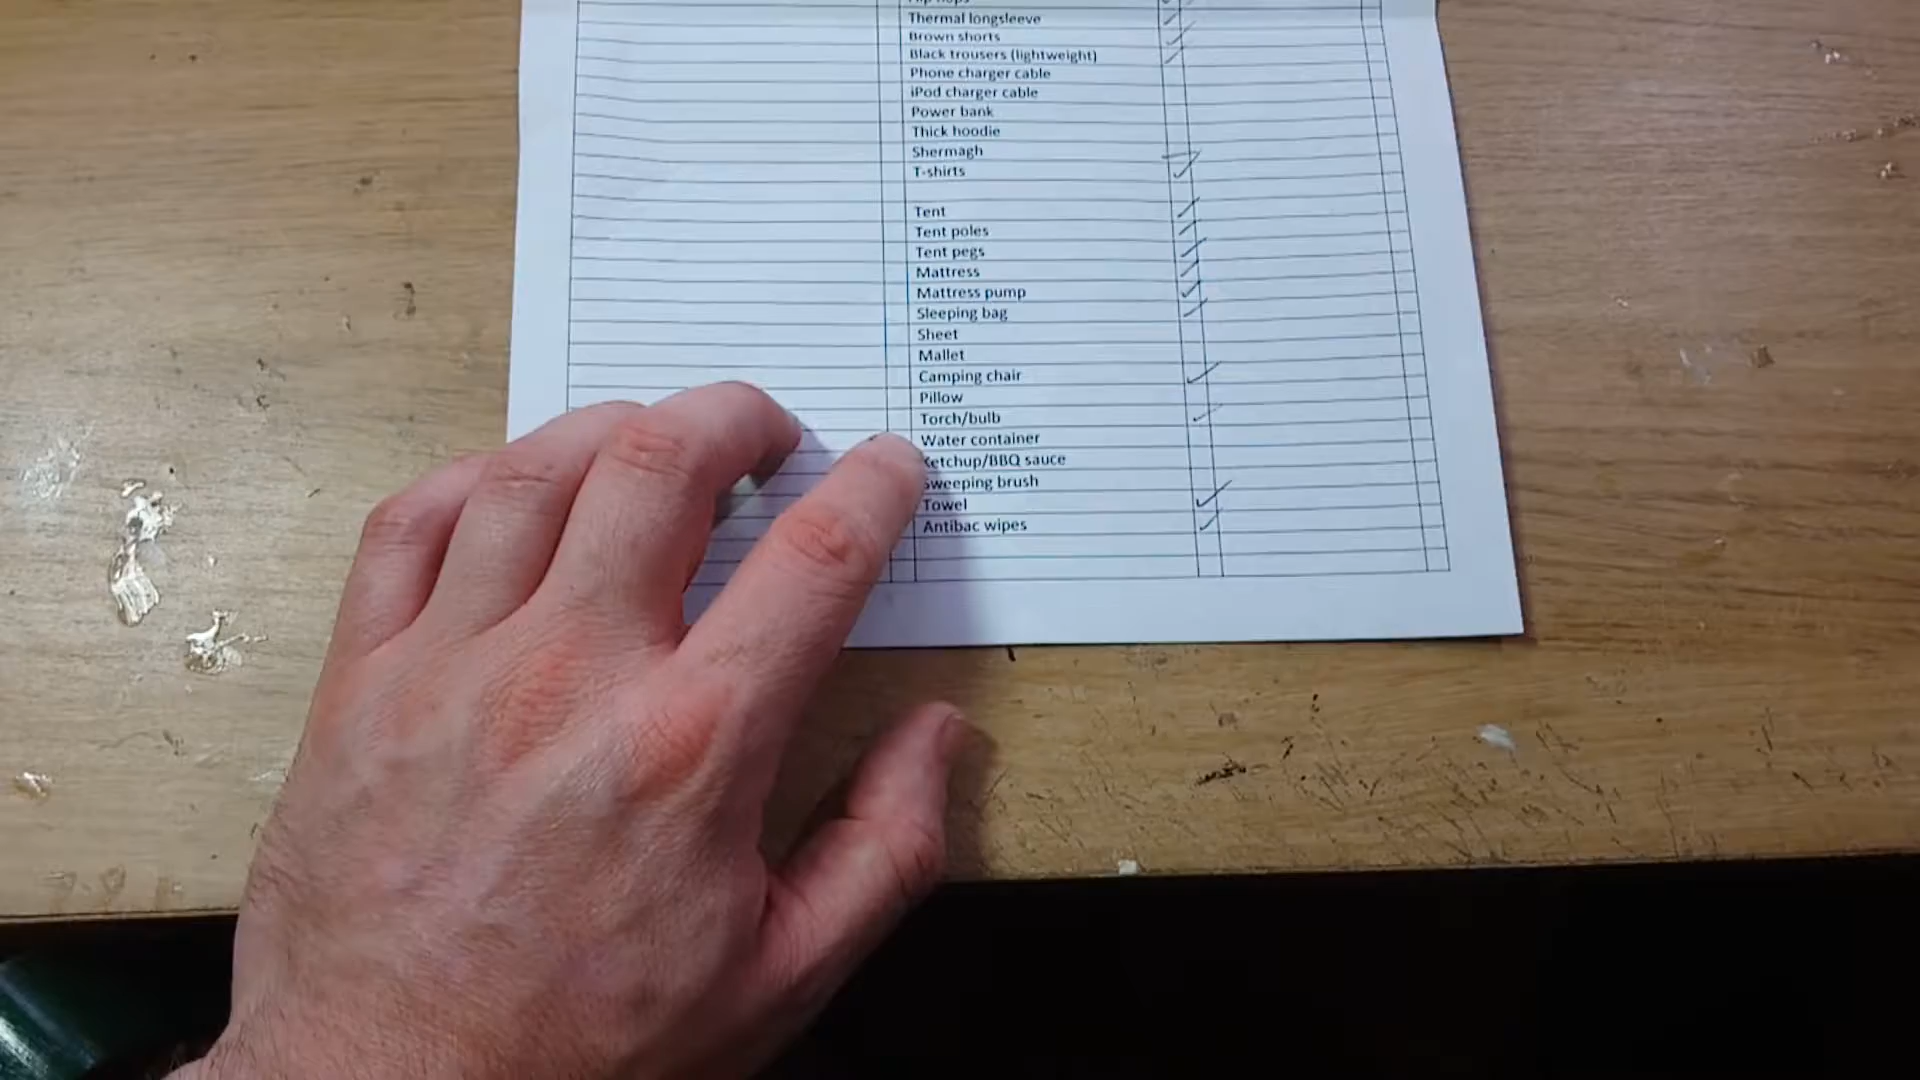 Flip flops
Thermal longsleeve
Brown shorts
Black trousers (lightweight)
Phone charger cable
iPod charger cable
Power bank
Thick hoodie
Shermagh
T-shirts
Tent
Tent poles
Tent pegs
Mattress
Mattress pump
Sleeping bag
Sheet
Mallet
Camping chair
Pillow
Torch/bulb
Water container
Ketchup/BBQ sauce
Sweeping brush
Towel
Antibac wipes